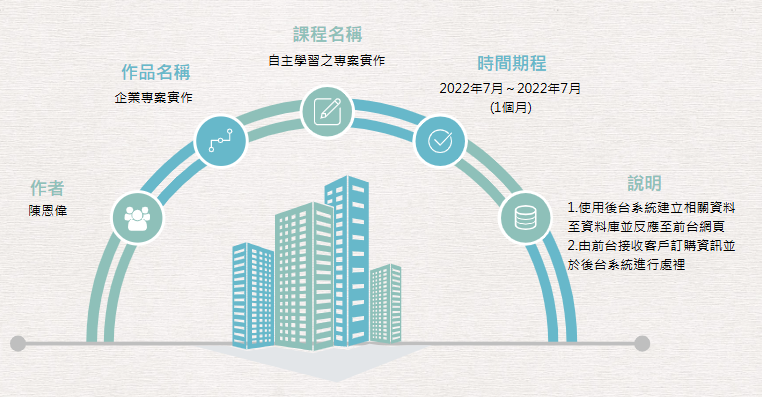 課程名稱
自主學習之專案實作
作品名稱
企業專案實作
時間期程
2022年7月～2022年7月
(1個月)
作者
陳恩偉
說明
1.使用後台系統建立相關資料
至資料庫並反應至前台網頁
2.由前台接收客戶訂購資訊並
於後台系統進行處裡